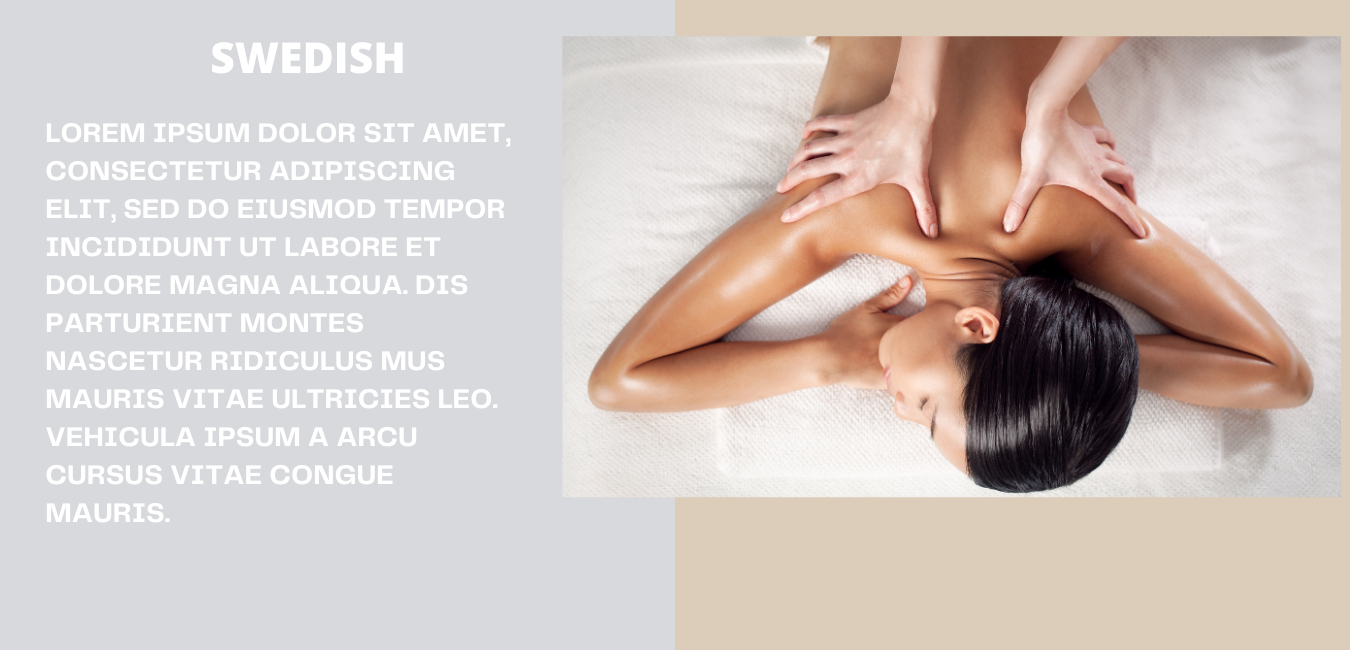 SWEDISH
LOREM IPSUM DOLOR SIT AMET,
CONSECTETUR ADIPISCING
ELIT, SED DO EIUSMOD TEMPOR
INCIDIDUNT UT LABORE ET
DOLORE MAGNA ALIQUA. DIS
PARTURIENT MONTES
NASCETUR RIDICULUS MUS
MAURIS VITAE ULTRICIES LEO.
VEHICULA IPSUM A ARCU
CURSUS VITAE CONGUE
MAURIS.